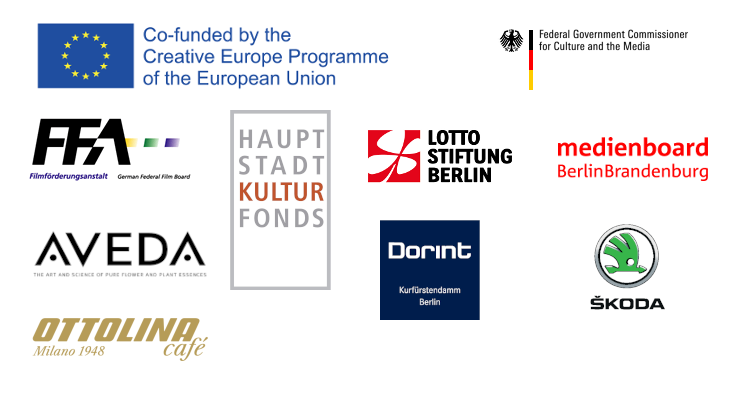 Co-funded by the
Creative Europe Programme
of the European Union
Federal Government Commissioner
for Culture and the Media
FFA
Filmförderungsanstalt German Federal Film Board
HAUPT
STADT
KULTUR
FONDS
LOTTO
STIFTUNG
BERLIN
medienboard
BerlinBrandenburg
AVEDA
THE ART AND SCIENCE OF PURE FLOWER AND PLANT ESSENCES
Dorint
Kurfürstendamm
Berlin
ŠKODA
OTTOLINA
Milano 1948 café